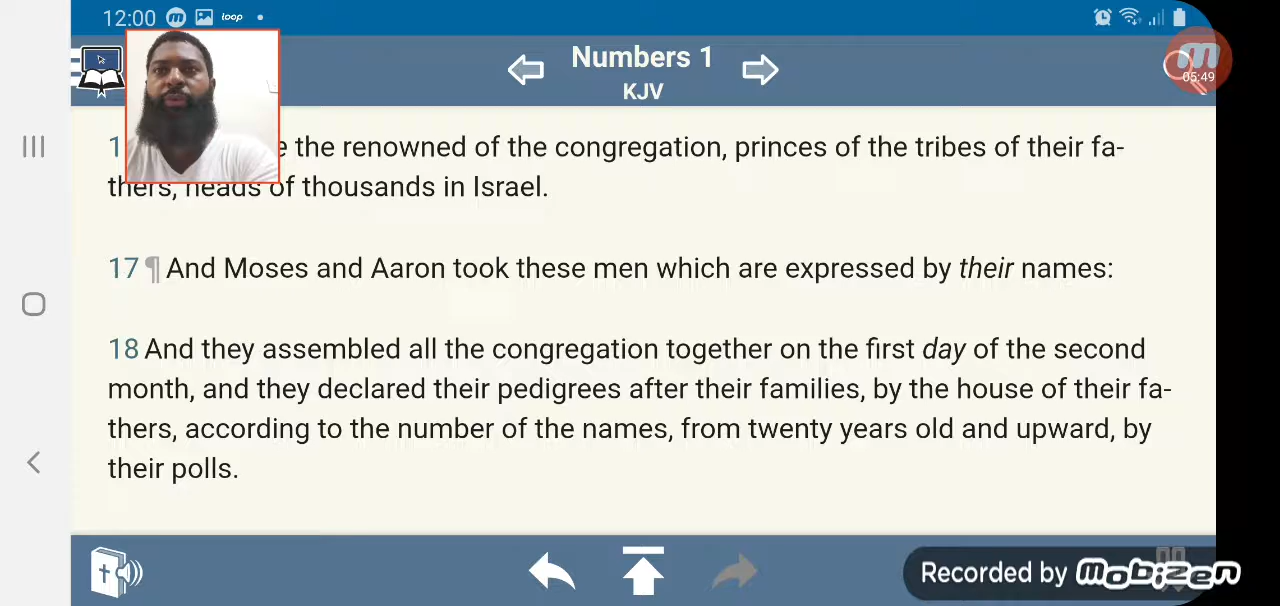 12:00 loop
Numbers 1
KJV
05:49
1 e the renowned of the congregation, princes of the tribes of their fa-
thers, heads of thousands in Israel.
17 ¶ And Moses and Aaron took these men which are expressed by their names:
18 And they assembled all the congregation together on the first day of the second
month, and they declared their pedigrees after their families, by the house of their fa-
thers, according to the number of the names, from twenty years old and upward, by
their polls.
Recorded by Mobizen